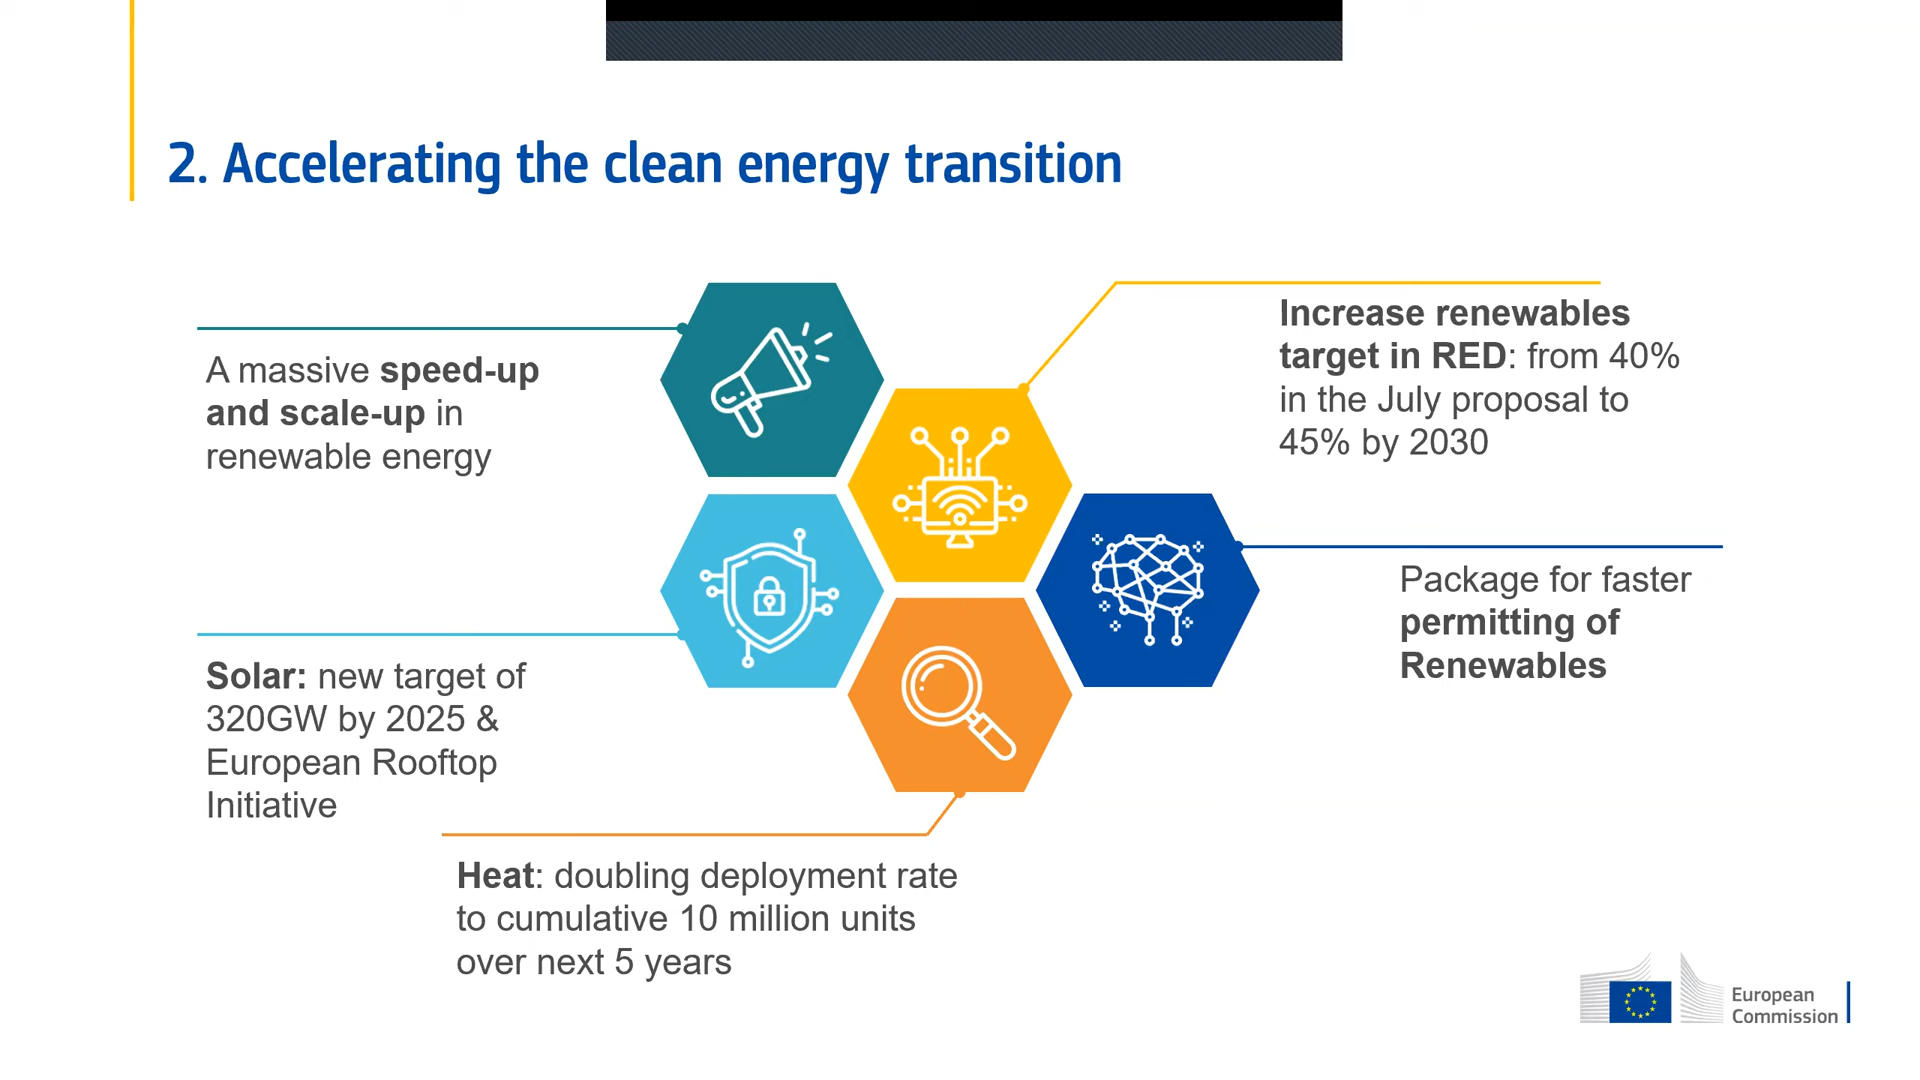 2. Accelerating the clean energy transition
A massive speed-up
and scale-up in
renewable energy
Increase renewables
target in RED: from 40%
in the July proposal to
45% by 2030
Package for faster
permitting of
Renewables
Solar: new target of
320GW by 2025 &
European Rooftop
Initiative
Heat: doubling deployment rate
to cumulative 10 million units
over next 5 years
European
Commission